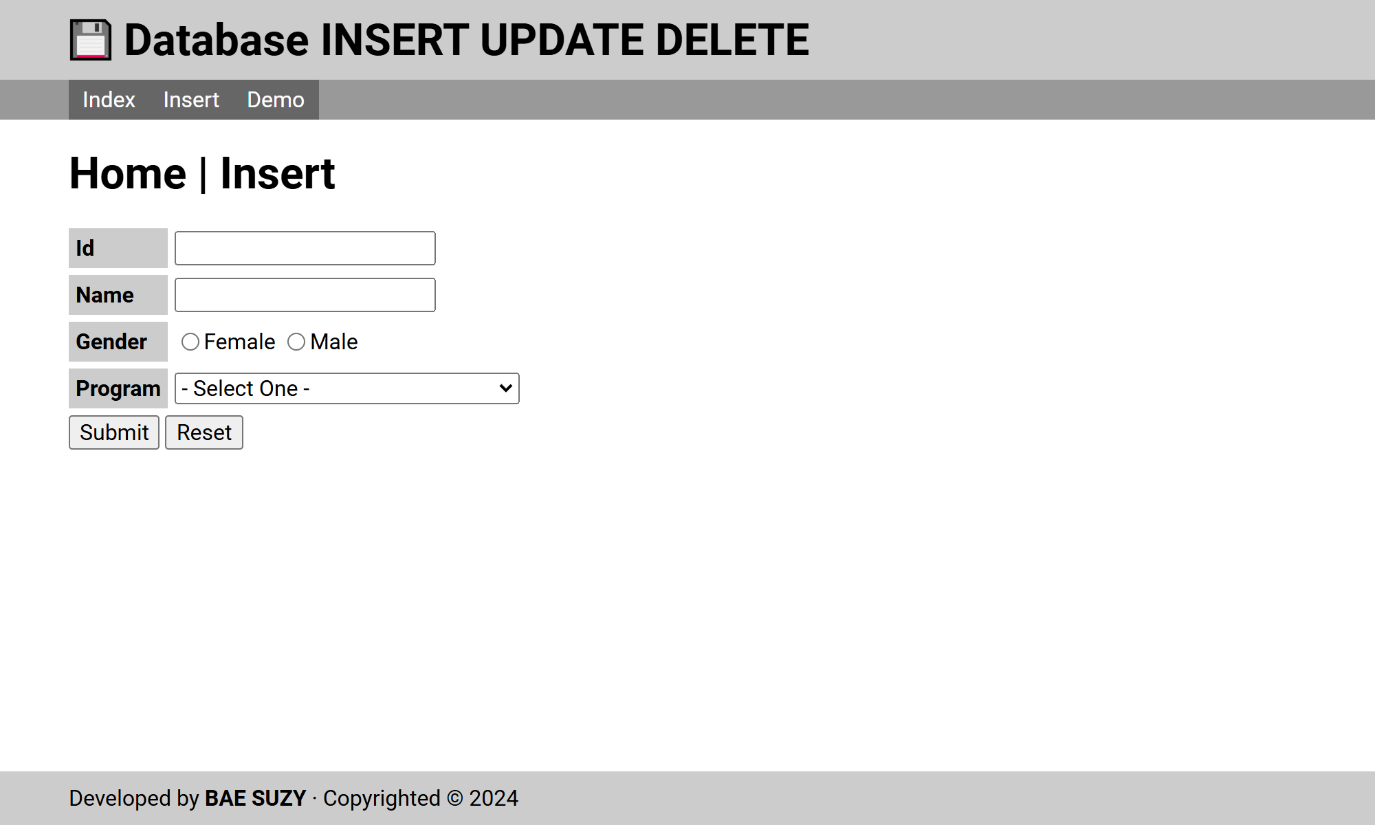 Database INSERT UPDATE DELETE
Index Insert Demo
Home | Insert
Id
Name
Gender Female Male
Program - Select One -
Submit Reset
Developed by BAE SUZY · Copyrighted © 2024